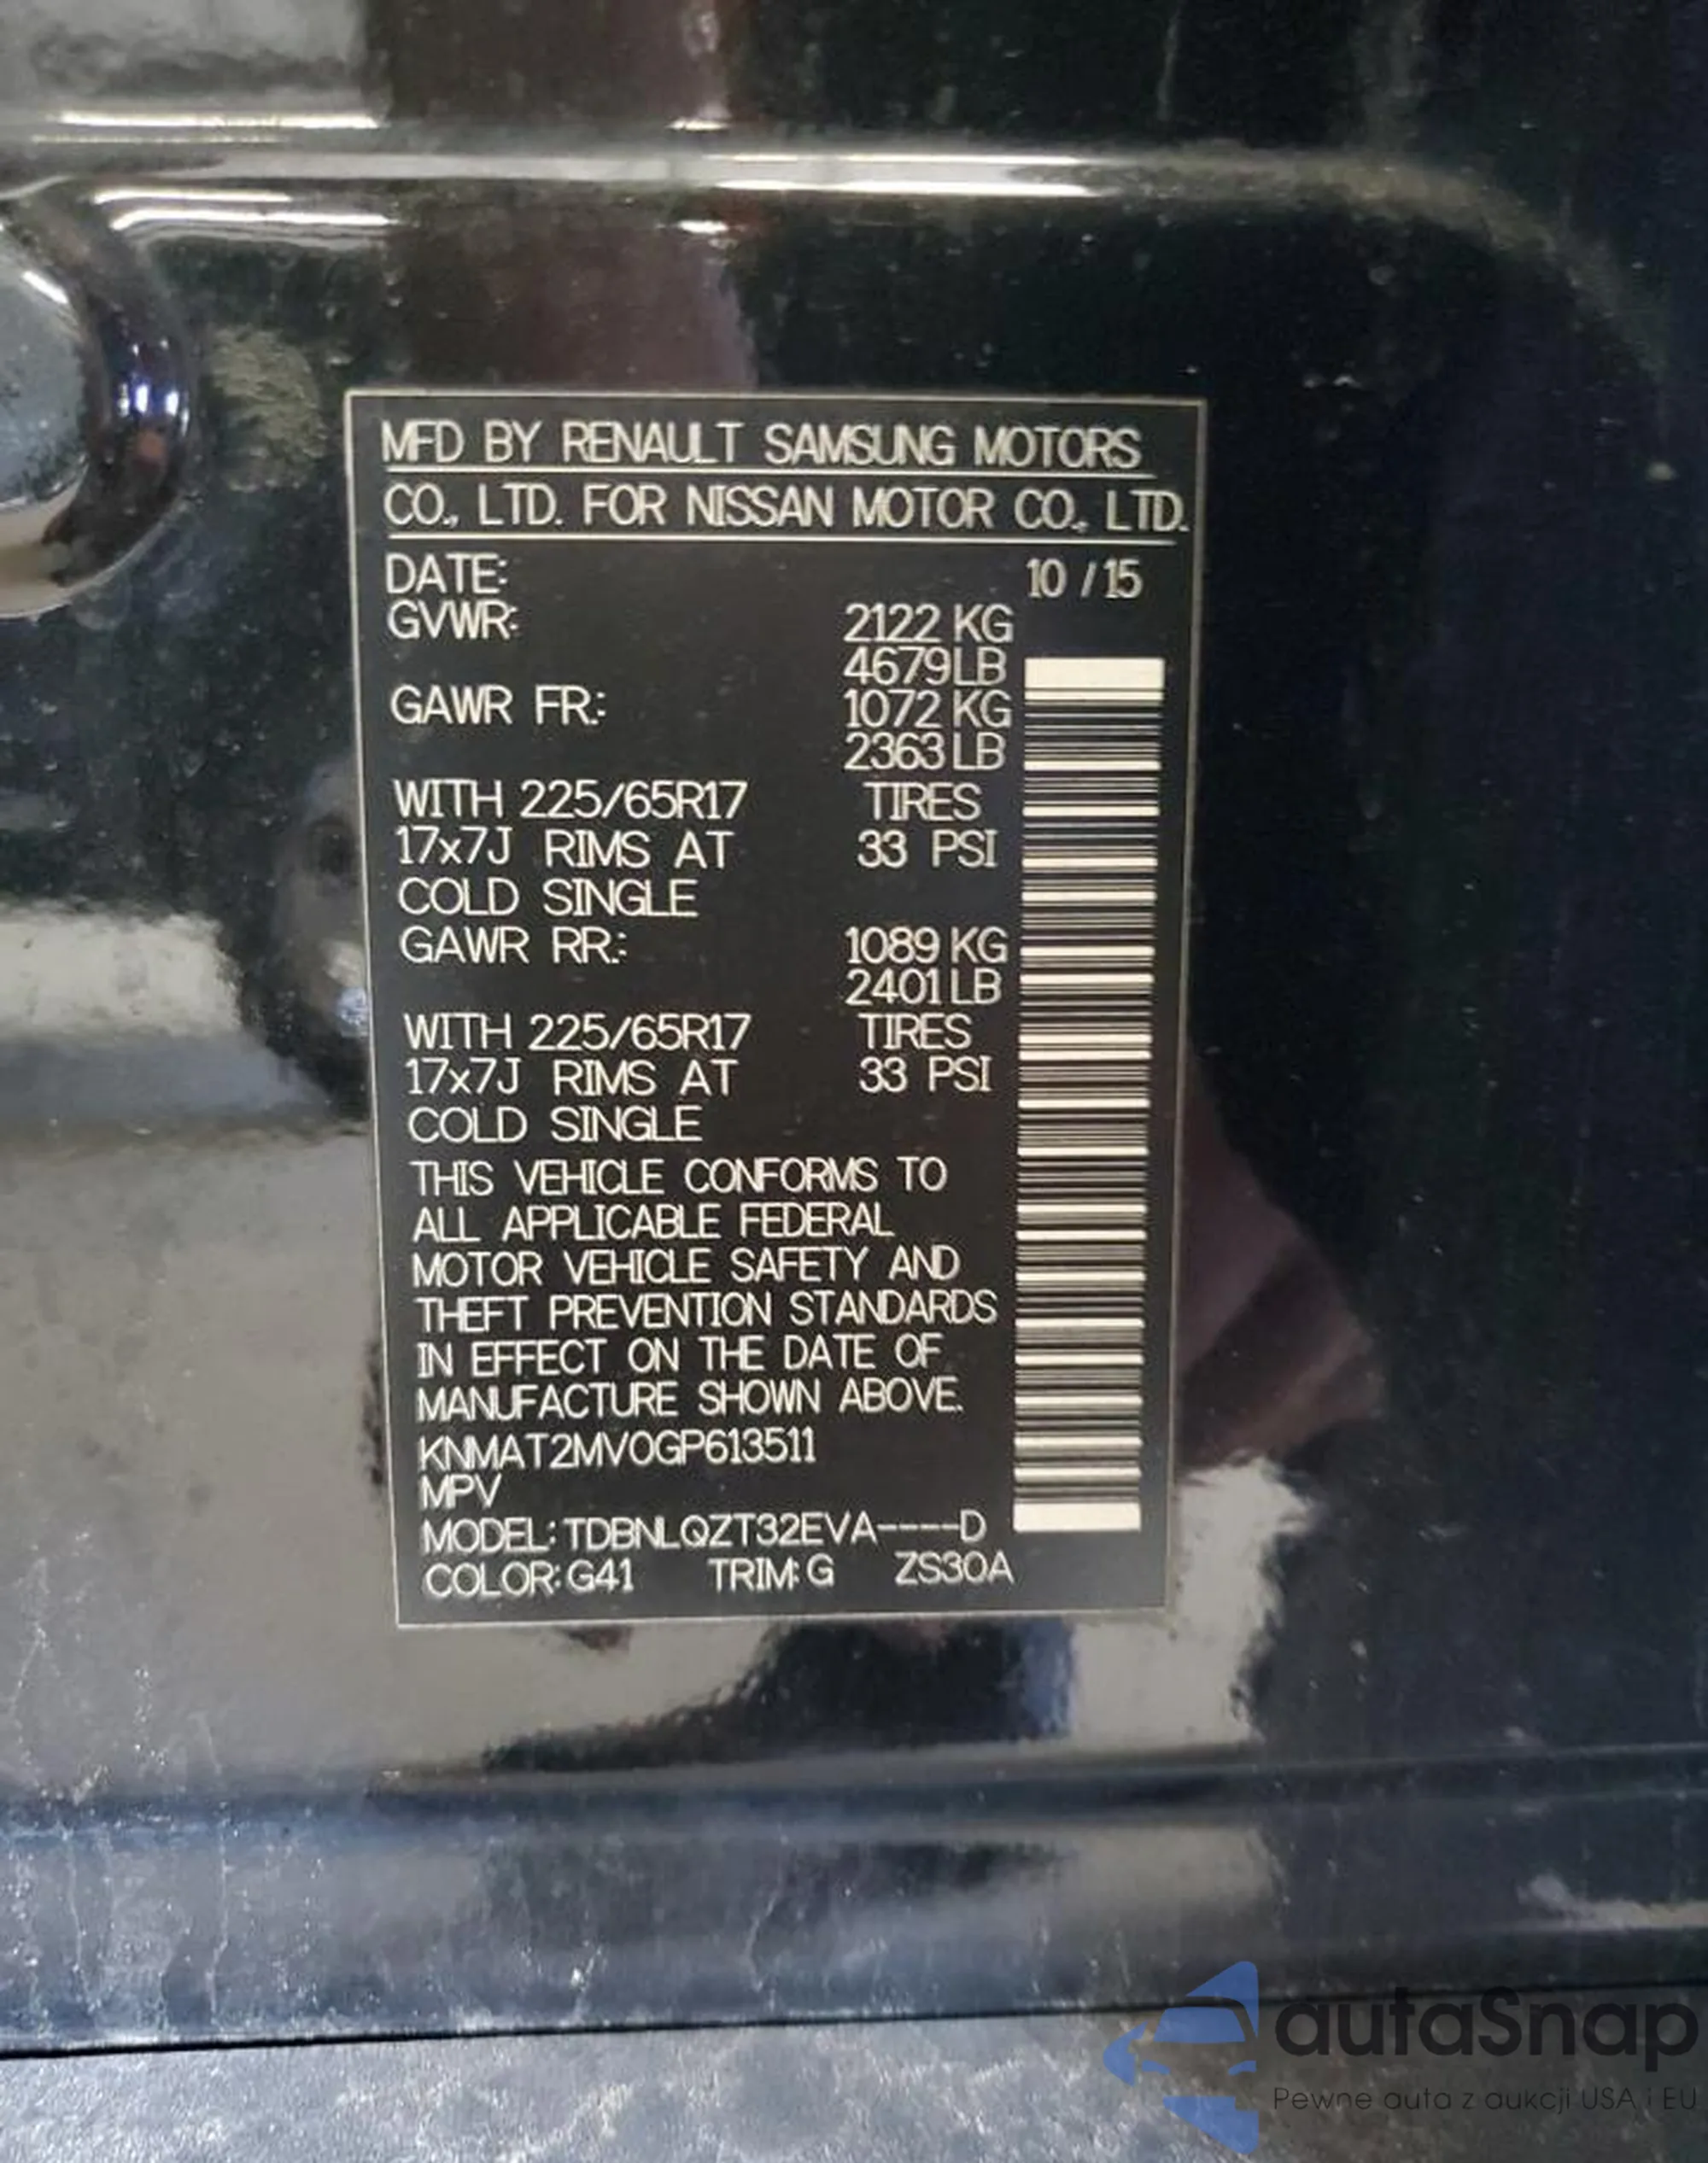 MFD BY RENAULT SAMSUNG MOTORS
CO., LTD. FOR NISSAN MOTOR CO., LTD.
DATE: 10 / 15
GVWR: 2122 KG
4679 LB
GAWR FR.: 1072 KG
2363 LB
WITH 225/65R17 TIRES
17x7J RIMS AT 33 PSI
COLD SINGLE
GAWR RR.: 1089 KG
2401 LB
WITH 225/65R17 TIRES
17x7J RIMS AT 33 PSI
COLD SINGLE
THIS VEHICLE CONFORMS TO
ALL APPLICABLE FEDERAL
MOTOR VEHICLE SAFETY AND
THEFT PREVENTION STANDARDS
IN EFFECT ON THE DATE OF
MANUFACTURE SHOWN ABOVE.
KNMAT2MV0GP613511
MPV
MODEL: TDBNLQZT32EVA----D
COLOR: G41 TRIM: G ZS30A
autaSnap
Pewne auta z aukcji USA i EU